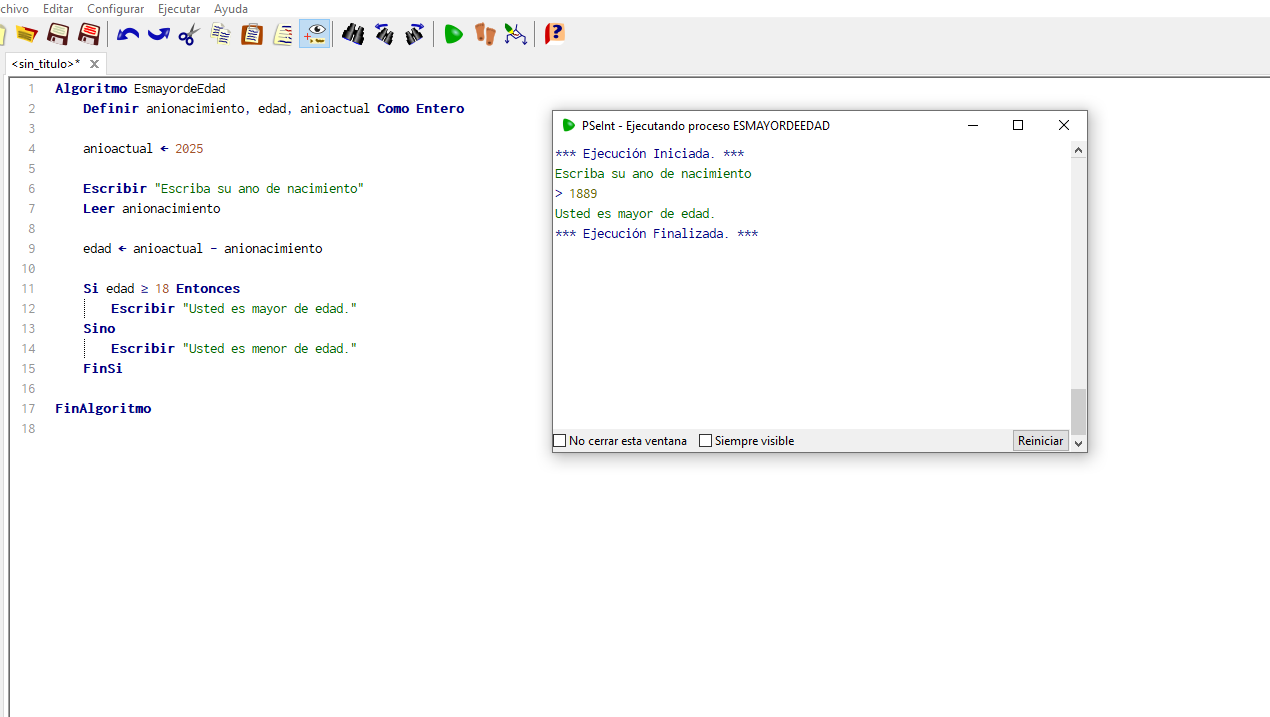 chivo Editar Configurar Ejecutar Ayuda
<sin_titulo>*
1 Algoritmo EsmayordeEdad
2 Definir anionacimiento, edad, anioactual Como Entero
3
4 anioactual ← 2025
5
6 Escribir "Escriba su ano de nacimiento"
7 Leer anionacimiento
8
9 edad ← anioactual - anionacimiento
10
11 Si edad ≥ 18 Entonces
12 Escribir "Usted es mayor de edad."
13 Sino
14 Escribir "Usted es menor de edad."
15 FinSi
16
17 FinAlgoritmo
18
PSeInt - Ejecutando proceso ESMAYORDEEDAD
*** Ejecución Iniciada. ***
Escriba su ano de nacimiento
> 1889
Usted es mayor de edad.
*** Ejecución Finalizada. ***
No cerrar esta ventana Siempre visible Reiniciar